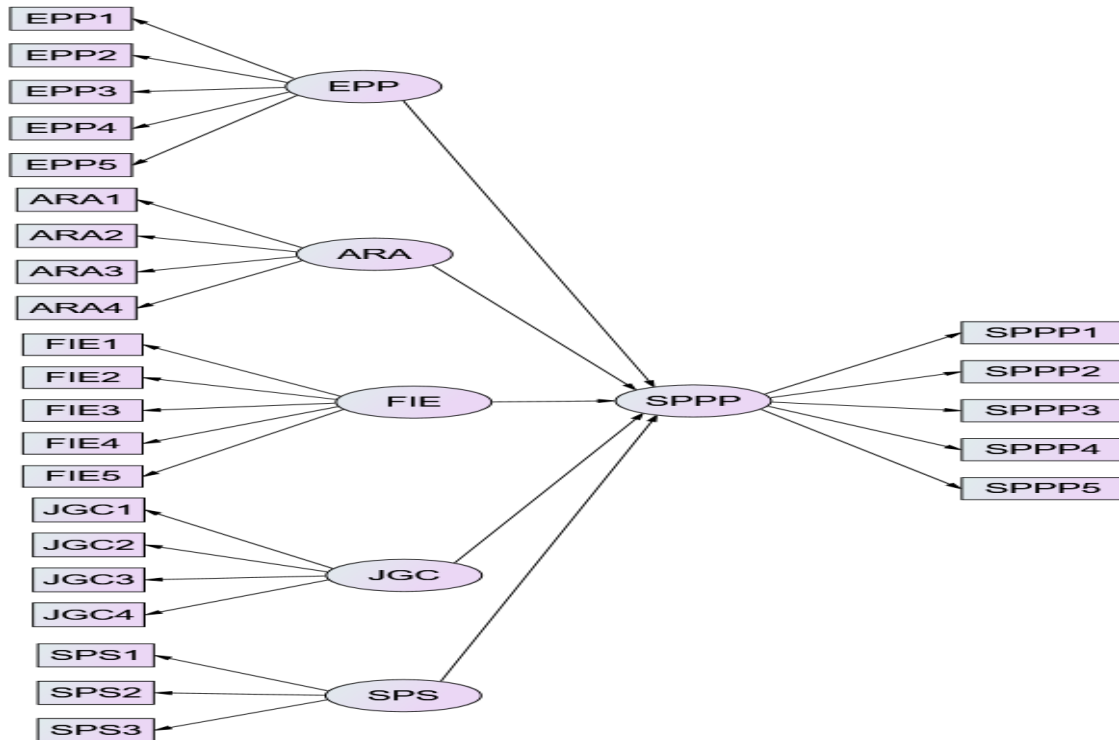 EPP1
EPP2
EPP3
EPP4
EPP5
EPP
ARA1
ARA2
ARA3
ARA4
ARA
FIE1
FIE2
FIE3
FIE4
FIE5
FIE
JGC1
JGC2
JGC3
JGC4
JGC
SPS1
SPS2
SPS3
SPS
SPPP
SPPP1
SPPP2
SPPP3
SPPP4
SPPP5